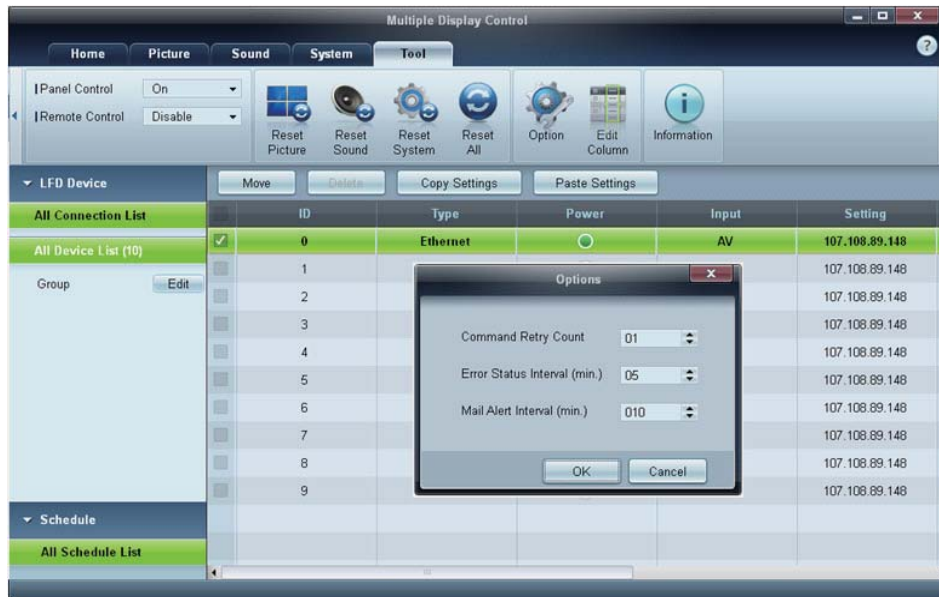 Multiple Display Control
Home Picture Sound System Tool
Panel Control On
Remote Control Disable
Reset Picture
Reset Sound
Reset System
Reset All
Option
Edit Column
Information
LFD Device
Move Delete Copy Settings Paste Settings
All Connection List
ID Type Power Input Setting
All Device List (10)
0 Ethernet AV 107.108.89.148
Group Edit
1 107.108.89.148
2 107.108.89.148
3 107.108.89.148
4 107.108.89.148
5 107.108.89.148
6 107.108.89.148
7 107.108.89.148
8 107.108.89.148
9 107.108.89.148
Options
Command Retry Count 01
Error Status Interval (min.) 05
Mail Alert Interval (min.) 010
OK Cancel
Schedule
All Schedule List